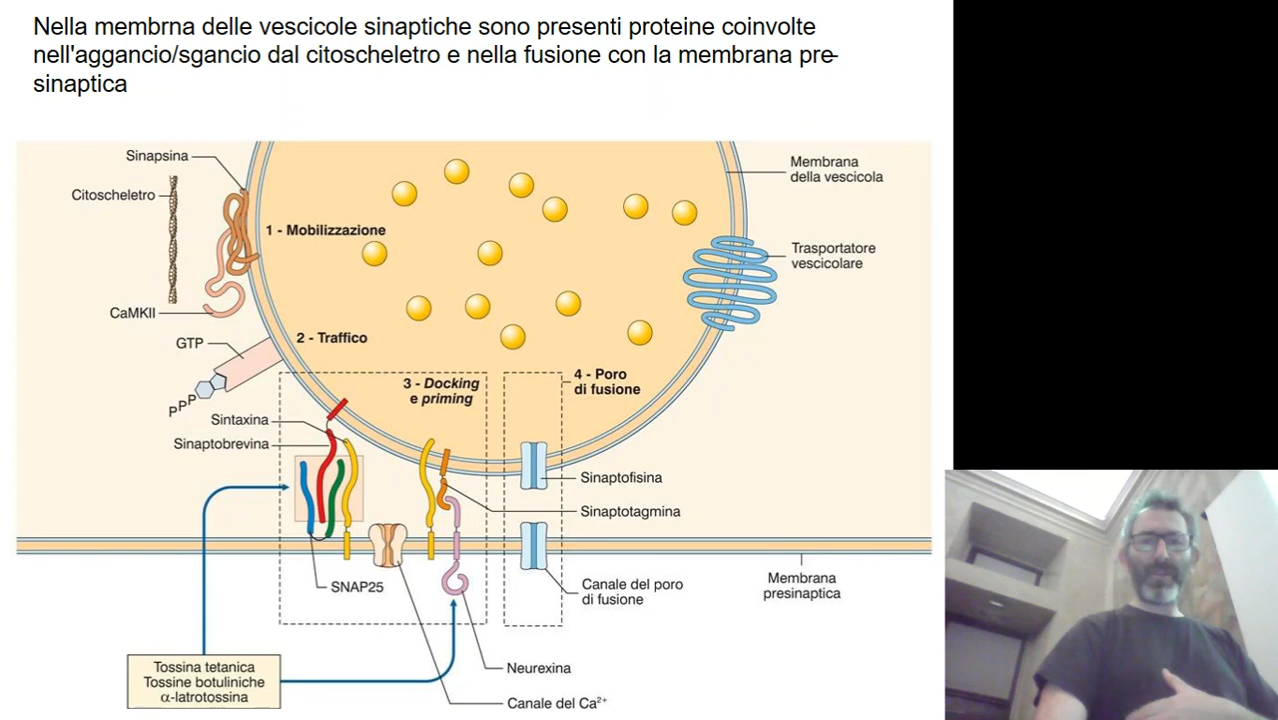 Nella membrna delle vescicole sinaptiche sono presenti proteine coinvolte
nell'aggancio/sgancio dal citoscheletro e nella fusione con la membrana pre-
sinaptica
Sinapsina
Citoscheletro
CaMKII
1 - Mobilizzazione
Membrana
della vescicola
Trasportatore
vescicolare
GTP
PPP
2 - Traffico
3 - Docking
e priming
4 - Poro
di fusione
Sintaxina
Sinaptobrevina
Sinaptofisina
Sinaptotagmina
SNAP25
Canale del poro
di fusione
Membrana
presinaptica
Tossina tetanica
Tossine botuliniche
α-latrotossina
Neurexina
Canale del Ca²⁺